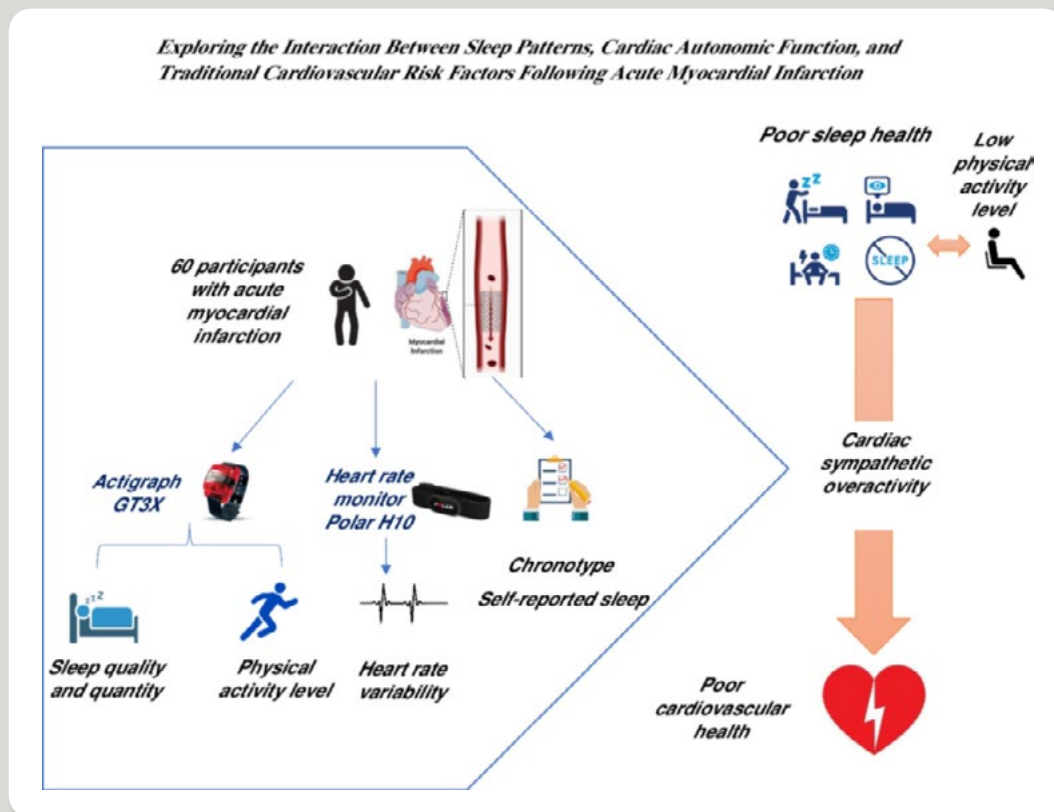 Exploring the Interaction Between Sleep Patterns, Cardiac Autonomic Function, and
Traditional Cardiovascular Risk Factors Following Acute Myocardial Infarction
60 participants
with acute
myocardial
infarction
Myocardial
Infarction
Actigraph
GT3X
Heart rate
monitor
Polar H10
POLAR
Chronotype
Self-reported sleep
zzz
Sleep quality
and quantity
Physical
activity level
Heart rate
variability
Poor sleep health
zz
SLEEP
Low
physical
activity
level
Cardiac
sympathetic
overactivity
Poor
cardiovascular
health